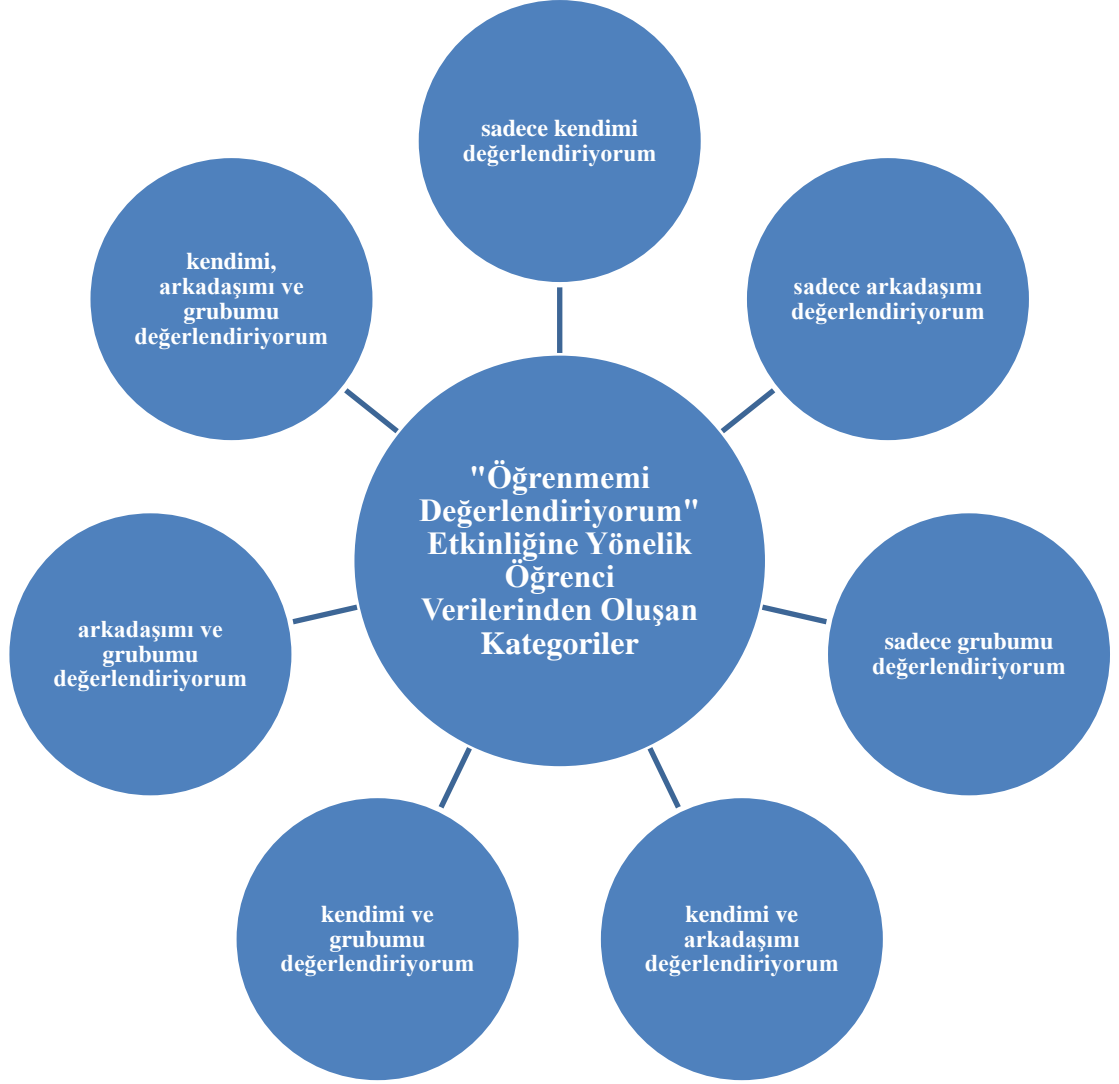 sadece kendimi
değerlendiriyorum
sadece arkadaşımı
değerlendiriyorum
sadece grubumu
değerlendiriyorum
kendimi ve
arkadaşımı
değerlendiriyorum
kendimi ve
grubumu
değerlendiriyorum
arkadaşımı ve
grubumu
değerlendiriyorum
kendimi,
arkadaşımı ve
grubumu
değerlendiriyorum
"Öğrenmemi
Değerlendiriyorum"
Etkinliğine Yönelik
Öğrenci
Verilerinden Oluşan
Kategoriler